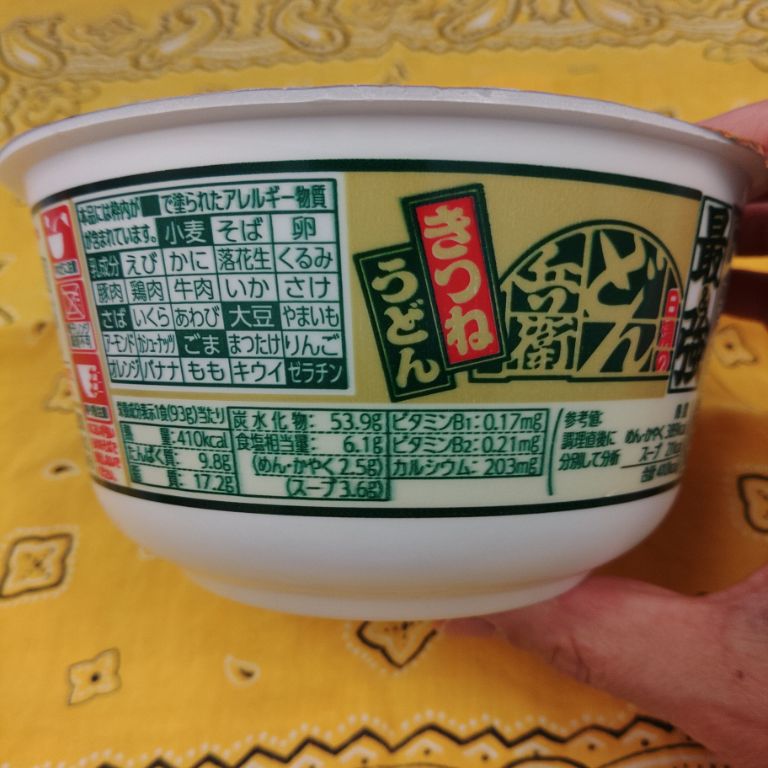 本品には枠内が■で塗られたアレルギー物質
が含まれています。 小麦 そば 卵
乳成分 えび かに 落花生 くるみ
豚肉 鶏肉 牛肉 いか さけ
さば いくら あわび 大豆 やまいも
アーモンド カシューナッツ ごま まつたけ りんご
オレンジ バナナ もも キウイ ゼラチン
きつね
うどん
日清の
どん
兵衛
栄養成分表示1食(93g)当たり
熱量:410kcal
たんぱく質: 9.8g
脂質: 17.2g
炭水化物: 53.9g
食塩相当量: 6.1g
(めん・かやく 2.5g)
(スープ 3.6g)
ビタミンB1: 0.17mg
ビタミンB2: 0.21mg
カルシウム: 203mg
参考値:
調理直後に
分別して分析
熱量
めん・かやく
スープ